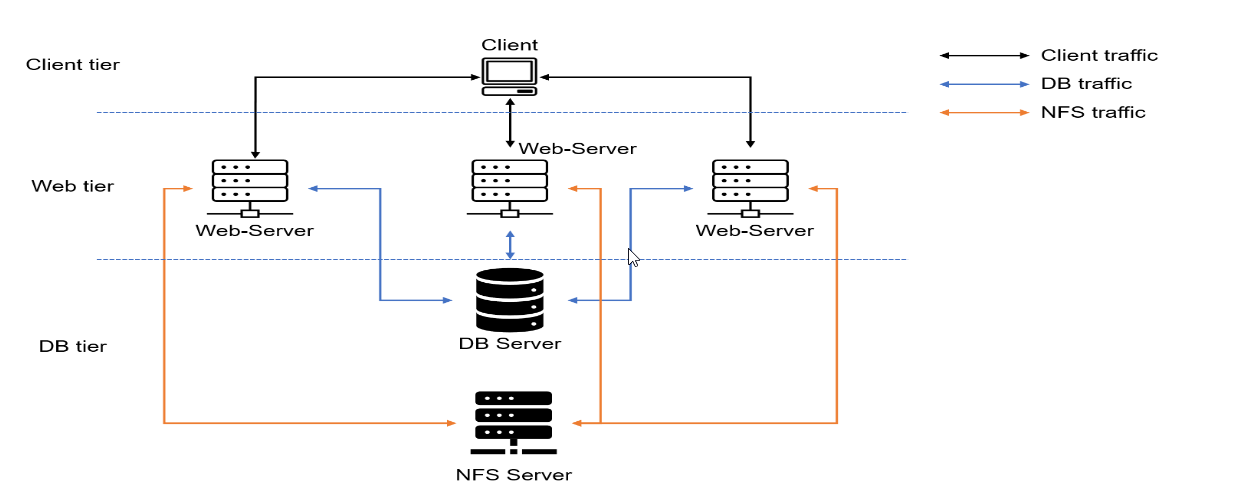 Client
Client tier
Client traffic
DB traffic
NFS traffic
Web-Server
Web tier
Web-Server
Web-Server
DB Server
DB tier
NFS Server